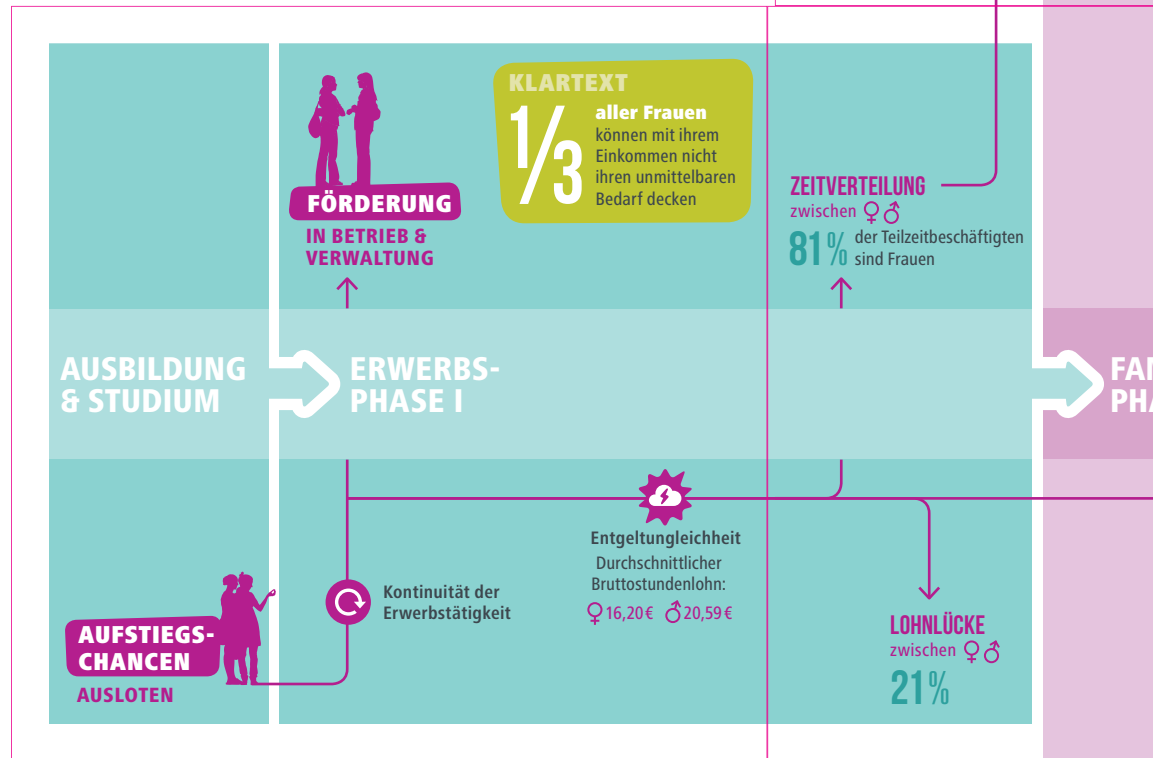 KLARTEXT
1/3
aller Frauen
können mit ihrem
Einkommen nicht
ihren unmittelbaren
Bedarf decken
FÖRDERUNG
IN BETRIEB &
VERWALTUNG
ZEITVERTEILUNG
zwischen ♀ ♂
81 % der Teilzeitbeschäftigten
sind Frauen
AUSBILDUNG
& STUDIUM
ERWERBS-
PHASE I
Entgeltungleichheit
Durchschnittlicher
Bruttostundenlohn:
♀ 16,20 € ♂ 20,59 €
Kontinuität der
Erwerbstätigkeit
AUFSTIEGS-
CHANCEN
AUSLOTEN
LOHNLÜCKE
zwischen ♀ ♂
21 %